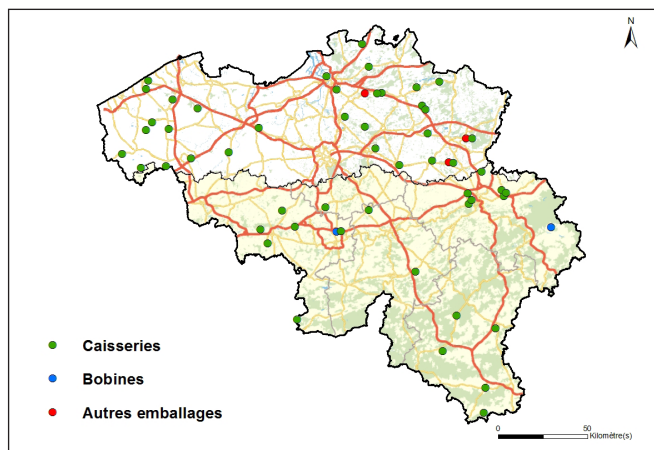 N
Caisseries
Bobines
Autres emballages
0 50
Kilomètre(s)